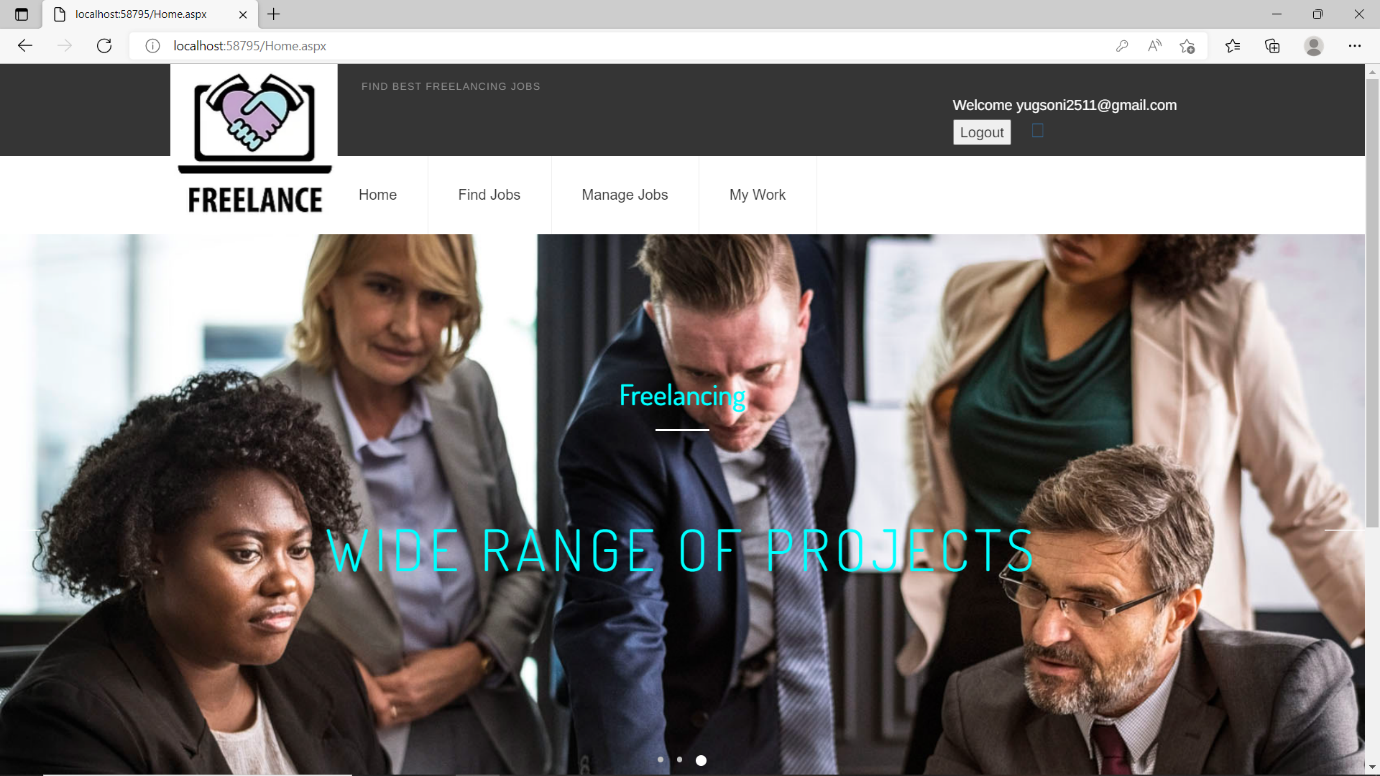 localhost:58795/Home.aspx
localhost:58795/Home.aspx
FIND BEST FREELANCING JOBS
Welcome yugsoni2511@gmail.com
Logout
FREELANCE
Home
Find Jobs
Manage Jobs
My Work
Freelancing
WIDE RANGE OF PROJECTS